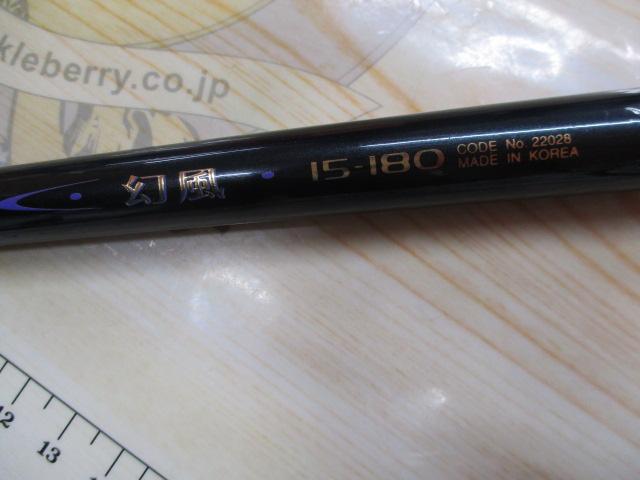 kleberry.co.jp
幻風 15-180
CODE No 22028
MADE IN KOREA
12
13